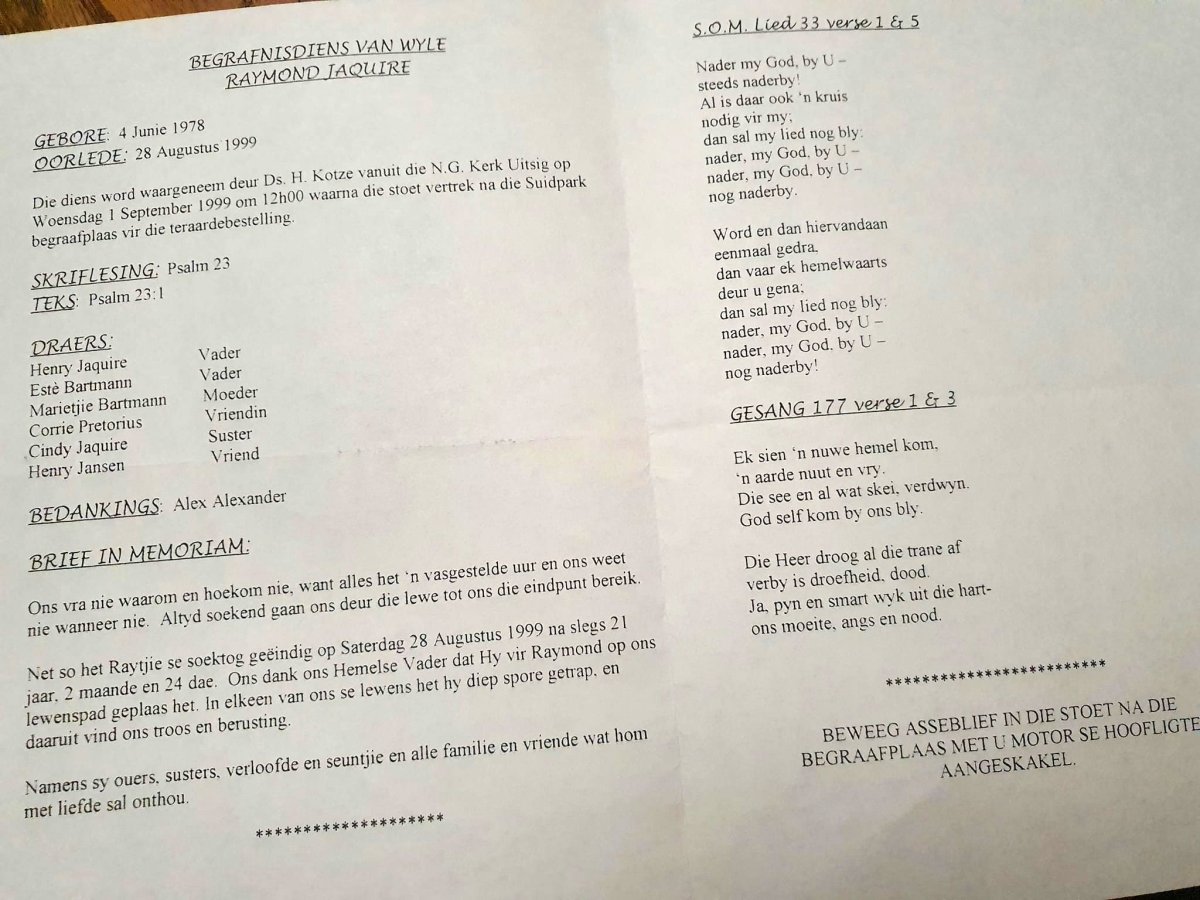 BEGRAFNISDIENS VAN WYLE
RAYMOND JAQUIRE
GEBORE: 4 Junie 1978
OORLEDE: 28 Augustus 1999
Die diens word waargeneem deur Ds. H. Kotze vanuit die N.G. Kerk Uitsig op
Woensdag 1 September 1999 om 12h00 waarna die stoet vertrek na die Suidpark
begraafplaas vir die teraardebestelling.
SKRIFLESING: Psalm 23
TEKS: Psalm 23:1
DRAERS:
Henry Jaquire Vader
Estè Bartmann Vader
Marietjie Bartmann Moeder
Corrie Pretorius Vriendin
Cindy Jaquire Suster
Henry Jansen Vriend
BEDANKINGS: Alex Alexander
BRIEF IN MEMORIAM:
Ons vra nie waarom en hoekom nie, want alles het ‘n vasgestelde uur en ons weet
nie wanneer nie. Altyd soekend gaan ons deur die lewe tot ons die eindpunt bereik.
Net so het Raytjie se soektog geëindig op Saterdag 28 Augustus 1999 na slegs 21
jaar, 2 maande en 24 dae. Ons dank ons Hemelse Vader dat Hy vir Raymond op ons
lewenspad geplaas het. In elkeen van ons se lewens het hy diep spore getrap, en
daaruit vind ons troos en berusting.
Namens sy ouers, susters, verloofde en seuntjie en alle familie en vriende wat hom
met liefde sal onthou.
********************
S.O.M. Lied 33 verse 1 & 5
Nader my God, by U –
steeds naderby!
Al is daar ook ‘n kruis
nodig vir my;
dan sal my lied nog bly:
nader, my God, by U –
nader, my God, by U –
nog naderby.
Word en dan hiervandaan
eenmaal gedra,
dan vaar ek hemelwaarts
deur u gena;
dan sal my lied nog bly:
nader, my God, by U –
nader, my God, by U –
nog naderby!
GESANG 177 verse 1 & 3
Ek sien ‘n nuwe hemel kom,
‘n aarde nuut en vry.
Die see en al wat skei, verdwyn.
God self kom by ons bly.
Die Heer droog al die trane af
verby is droefheid, dood.
Ja, pyn en smart wyk uit die hart-
ons moeite, angs en nood.
************************
BEWEEG ASSEBLIEF IN DIE STOET NA DIE
BEGRAAFPLAAS MET U MOTOR SE HOOFLIGTE
AANGESKAKEL.